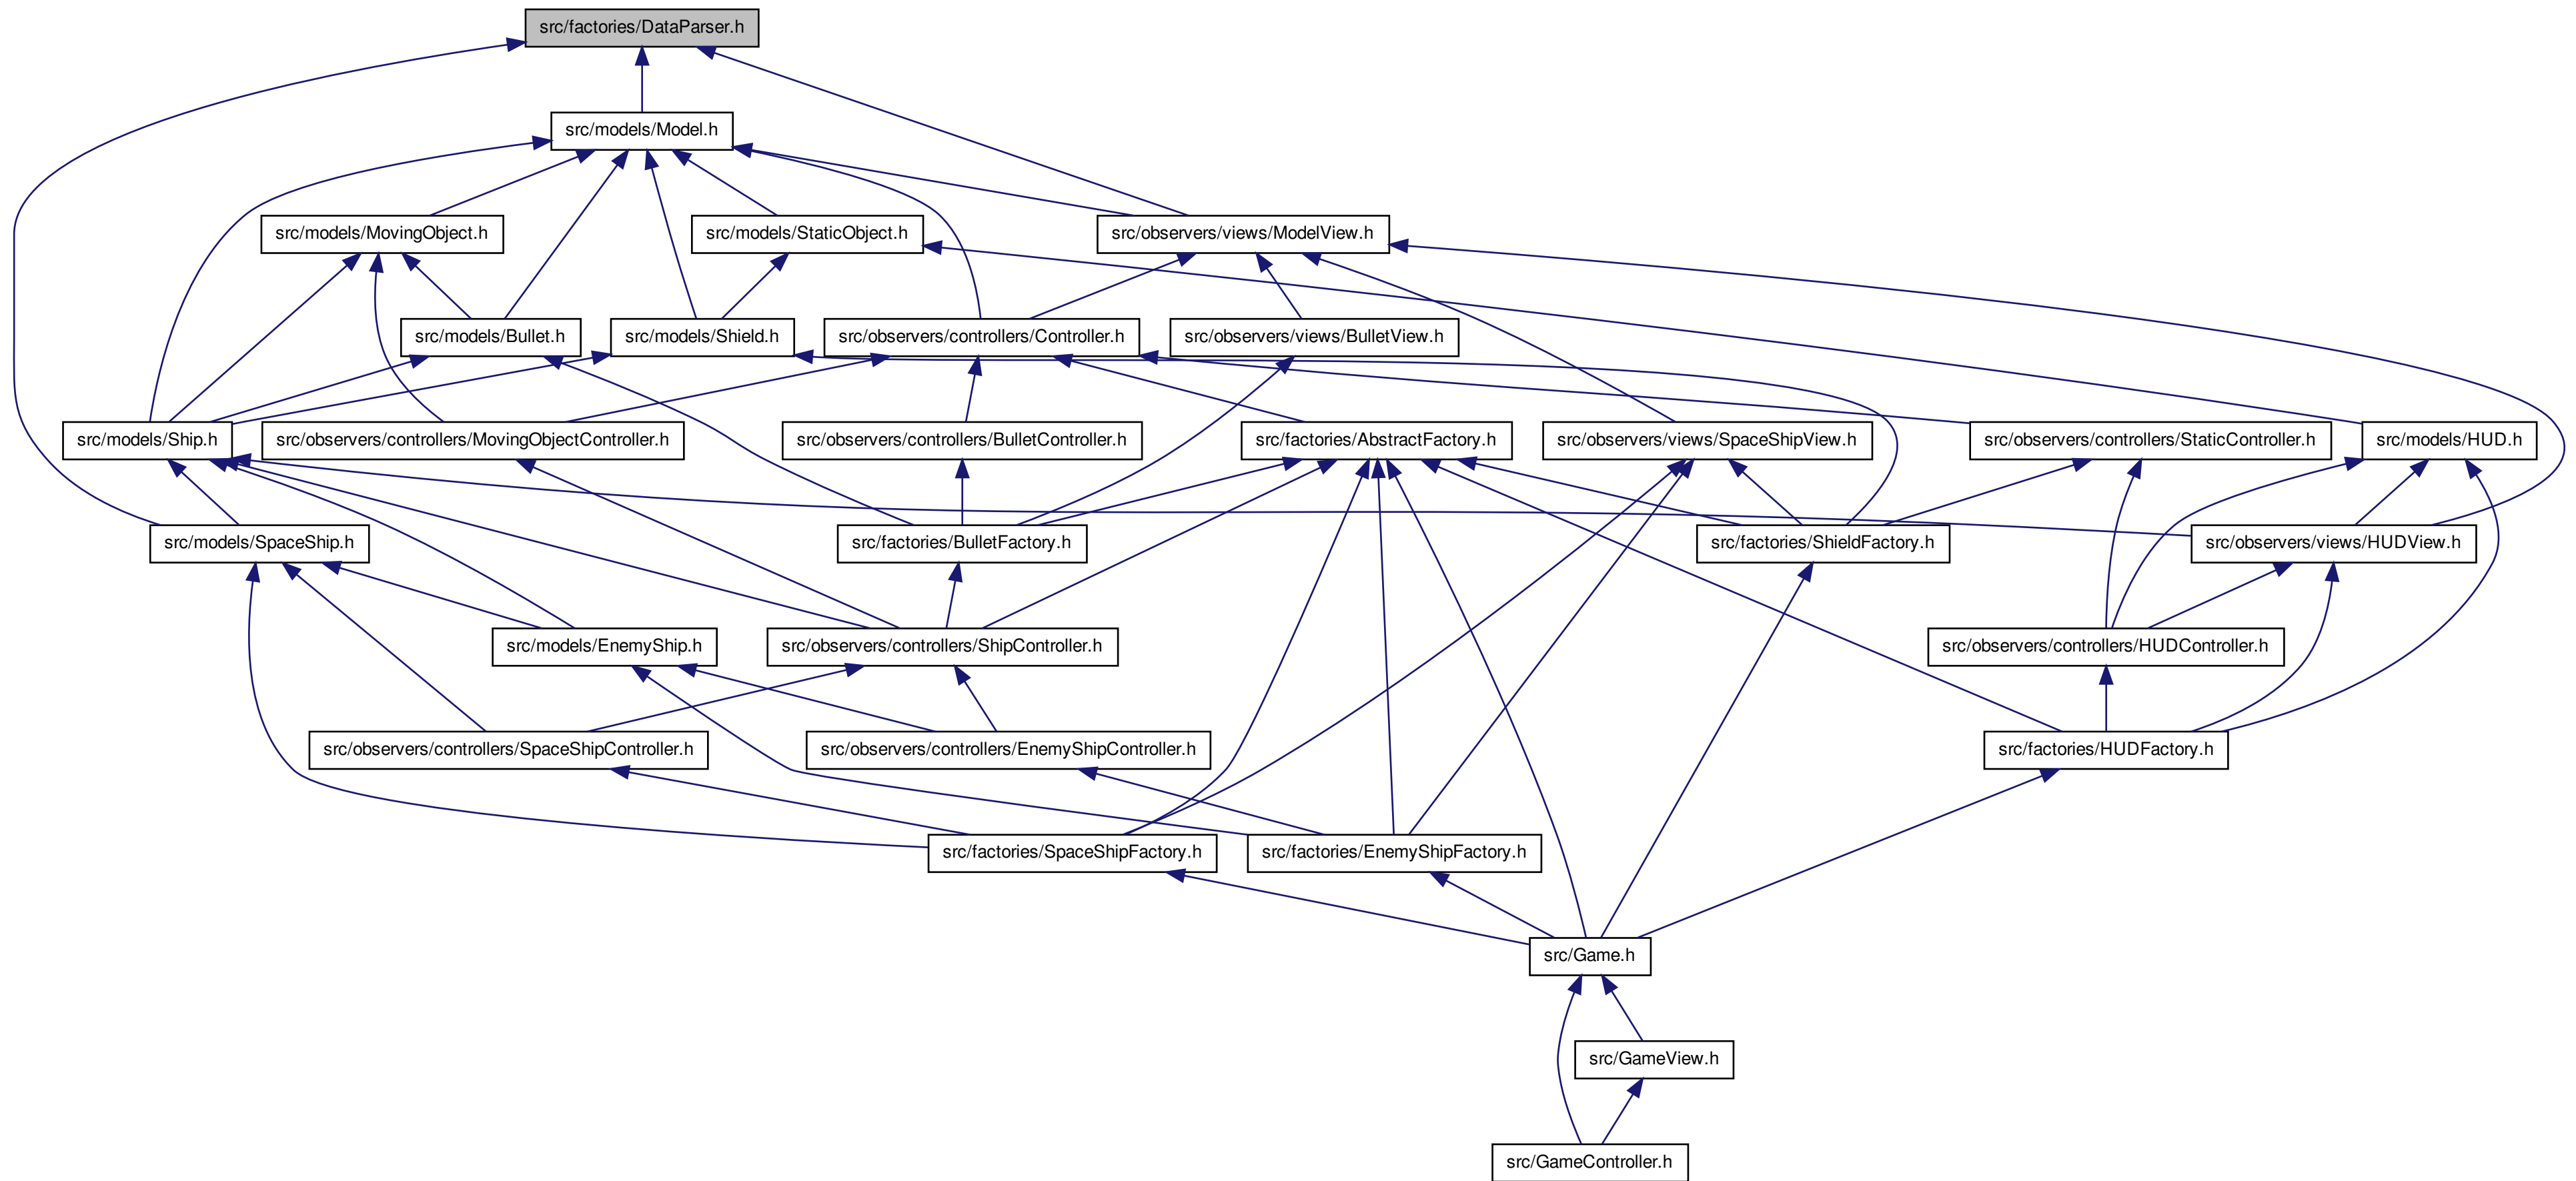 src/factories/DataParser.h
src/models/Model.h
src/models/MovingObject.h
src/models/StaticObject.h
src/observers/views/ModelView.h
src/models/Bullet.h
src/models/Shield.h
src/observers/controllers/Controller.h
src/observers/views/BulletView.h
src/models/Ship.h
src/observers/controllers/MovingObjectController.h
src/observers/controllers/BulletController.h
src/factories/AbstractFactory.h
src/observers/views/SpaceShipView.h
src/observers/controllers/StaticController.h
src/models/HUD.h
src/models/SpaceShip.h
src/factories/BulletFactory.h
src/factories/ShieldFactory.h
src/observers/views/HUDView.h
src/models/EnemyShip.h
src/observers/controllers/ShipController.h
src/observers/controllers/HUDController.h
src/observers/controllers/SpaceShipController.h
src/observers/controllers/EnemyShipController.h
src/factories/HUDFactory.h
src/factories/SpaceShipFactory.h
src/factories/EnemyShipFactory.h
src/Game.h
src/GameView.h
src/GameController.h